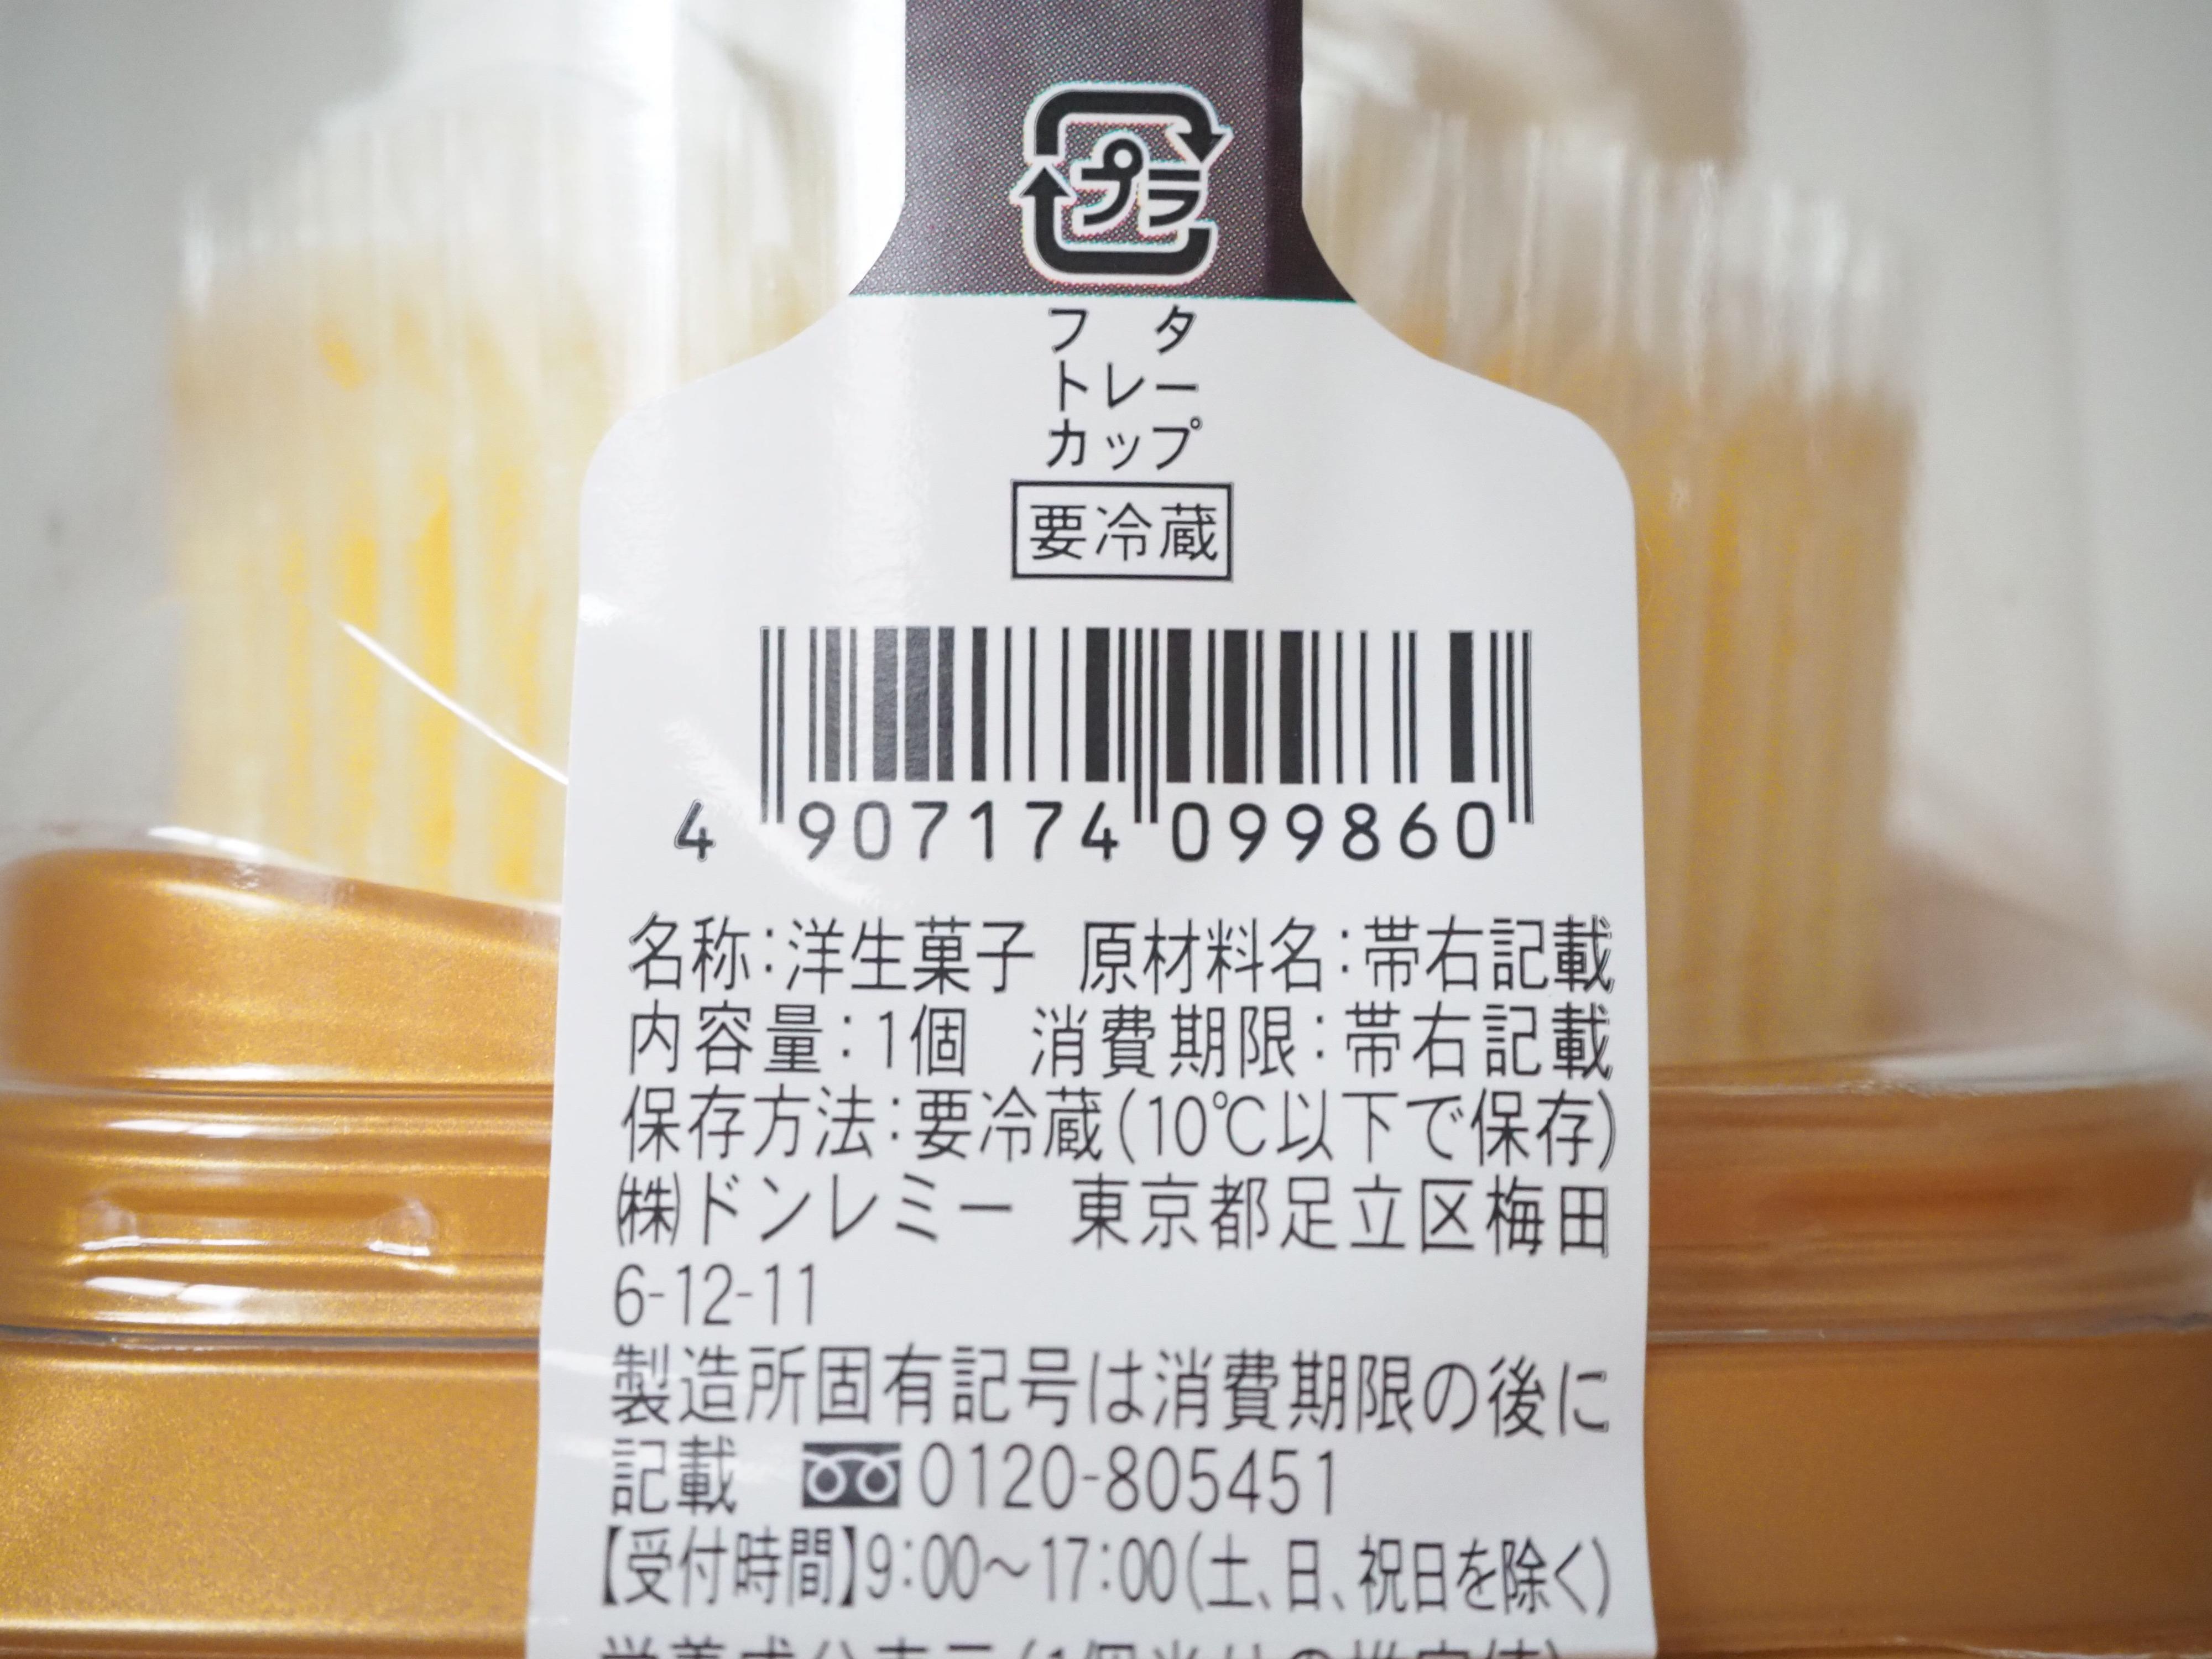 プラ
フタ
トレー
カップ
要冷蔵
4 907174 099860
名称:洋生菓子 原材料名:帯右記載
内容量:1個 消費期限:帯右記載
保存方法:要冷蔵(10℃以下で保存)
㈱ドンレミー 東京都足立区梅田
6-12-11
製造所固有記号は消費期限の後に
記載 0120-805451
【受付時間】9:00～17:00(土、日、祝日を除く)